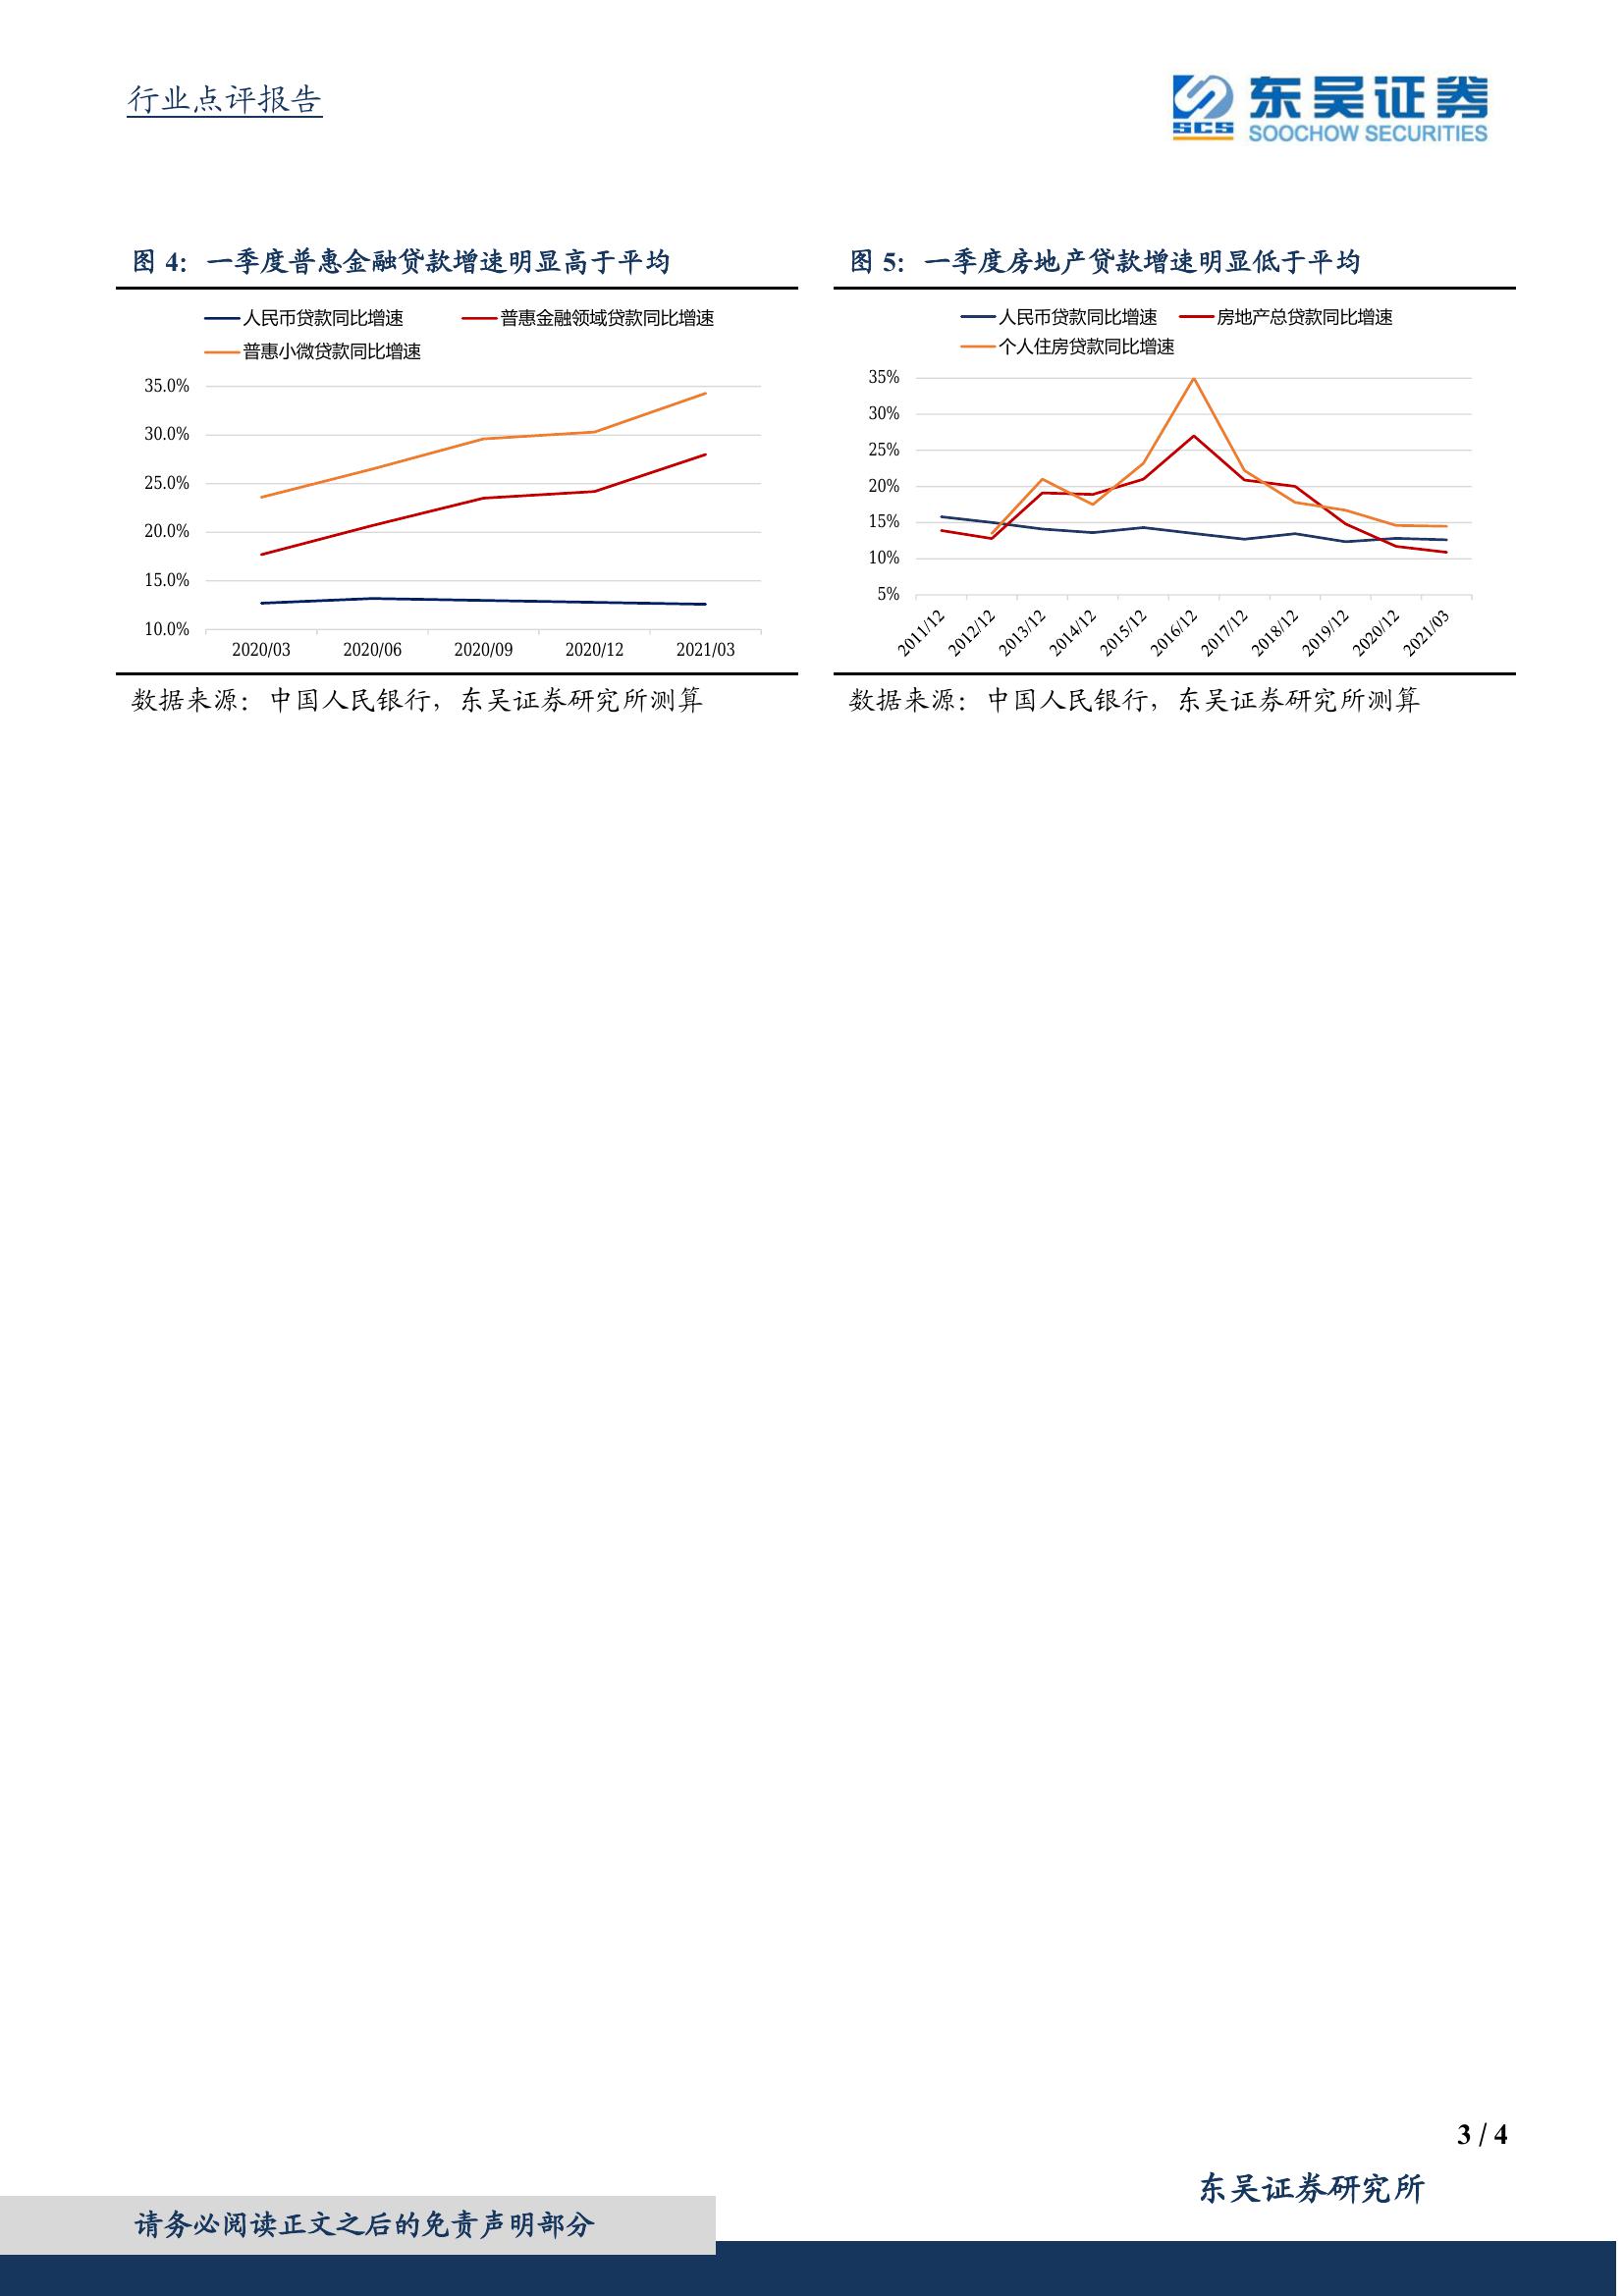 行业点评报告
SCS
东吴证券
SOOCHOW SECURITIES
图 4: 一季度普惠金融贷款增速明显高于平均
人民币贷款同比增速 普惠金融领域贷款同比增速
普惠小微贷款同比增速
35.0%
30.0%
25.0%
20.0%
15.0%
10.0%
2020/03 2020/06 2020/09 2020/12 2021/03
数据来源：中国人民银行，东吴证券研究所测算
图 5: 一季度房地产贷款增速明显低于平均
人民币贷款同比增速 房地产总贷款同比增速
个人住房贷款同比增速
35%
30%
25%
20%
15%
10%
5%
2011/12 2012/12 2013/12 2014/12 2015/12 2016/12 2017/12 2018/12 2019/12 2020/12 2021/03
数据来源：中国人民银行，东吴证券研究所测算
3 / 4
东吴证券研究所
请务必阅读正文之后的免责声明部分